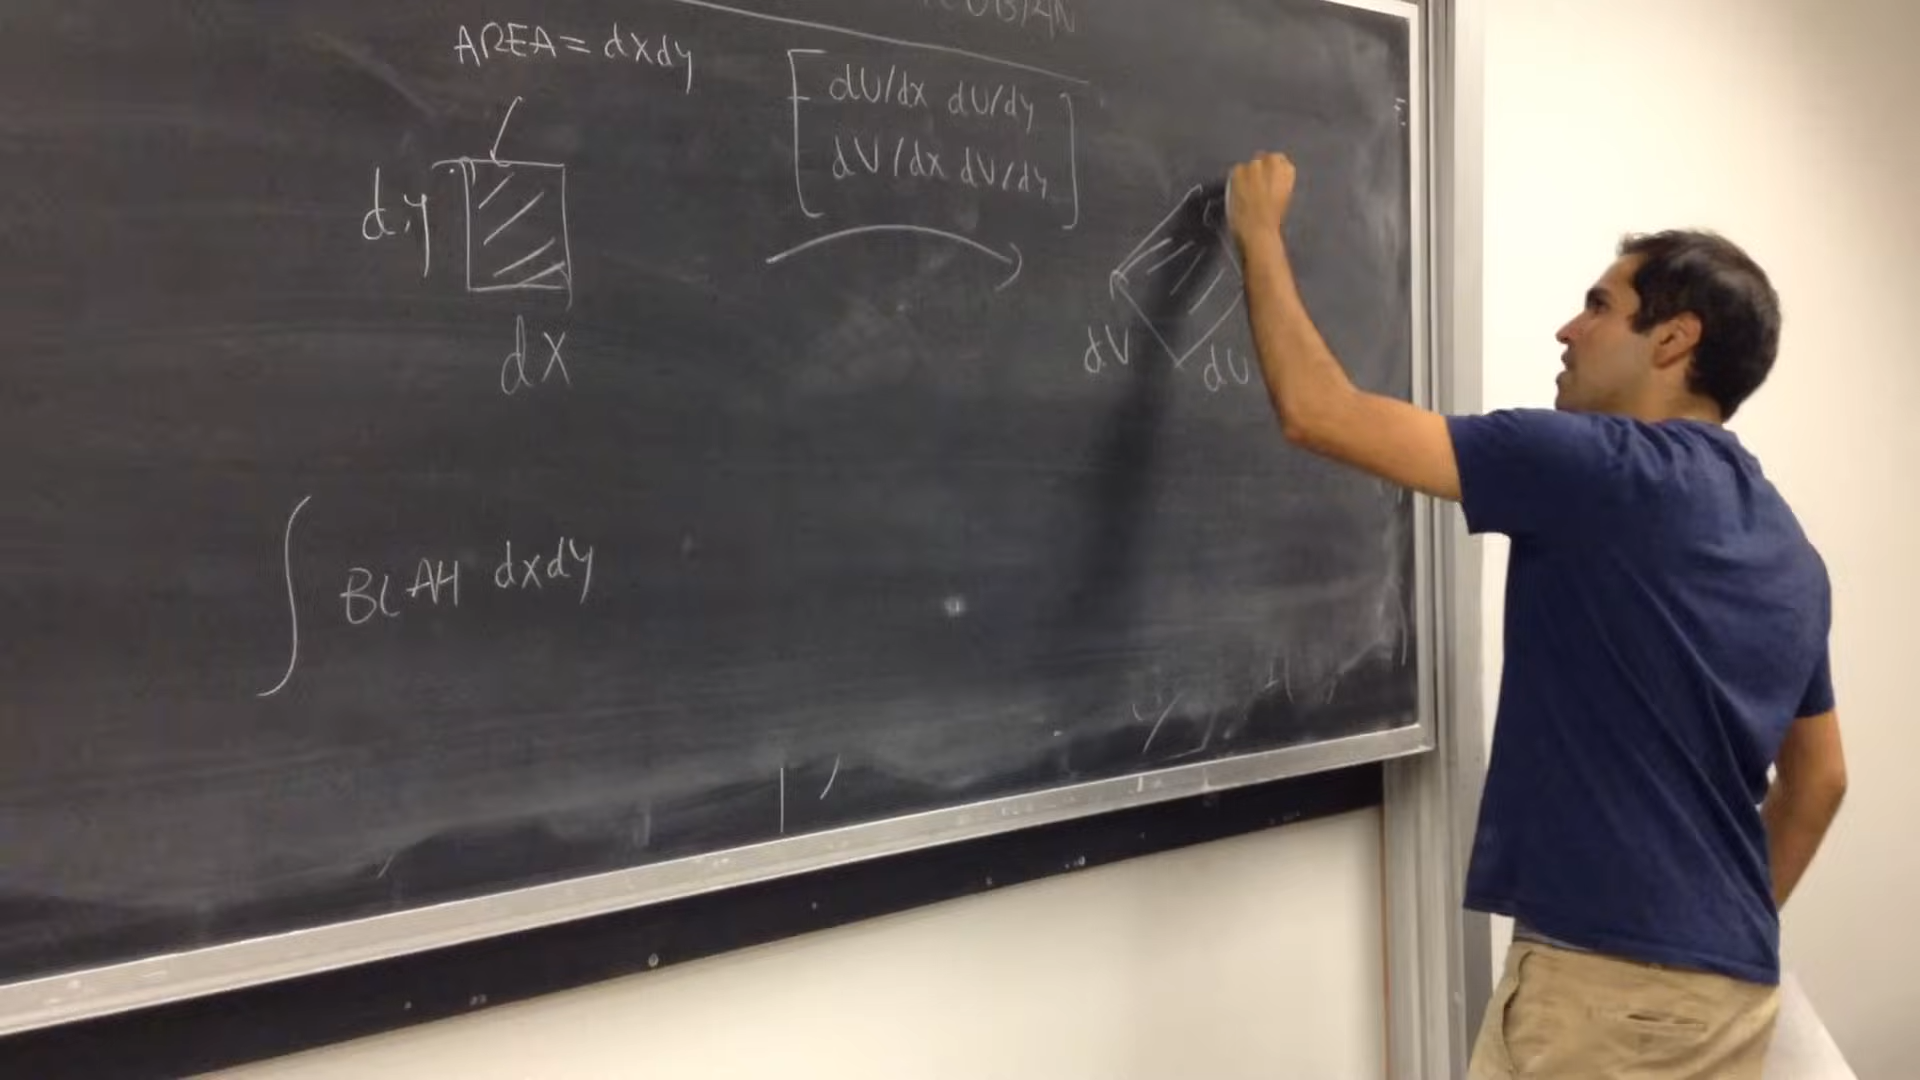 AREA = dxdy
dU/dx dU/dy
dV/dx dV/dy
dy
dx
dV
dU
∫ BLAH dxdy